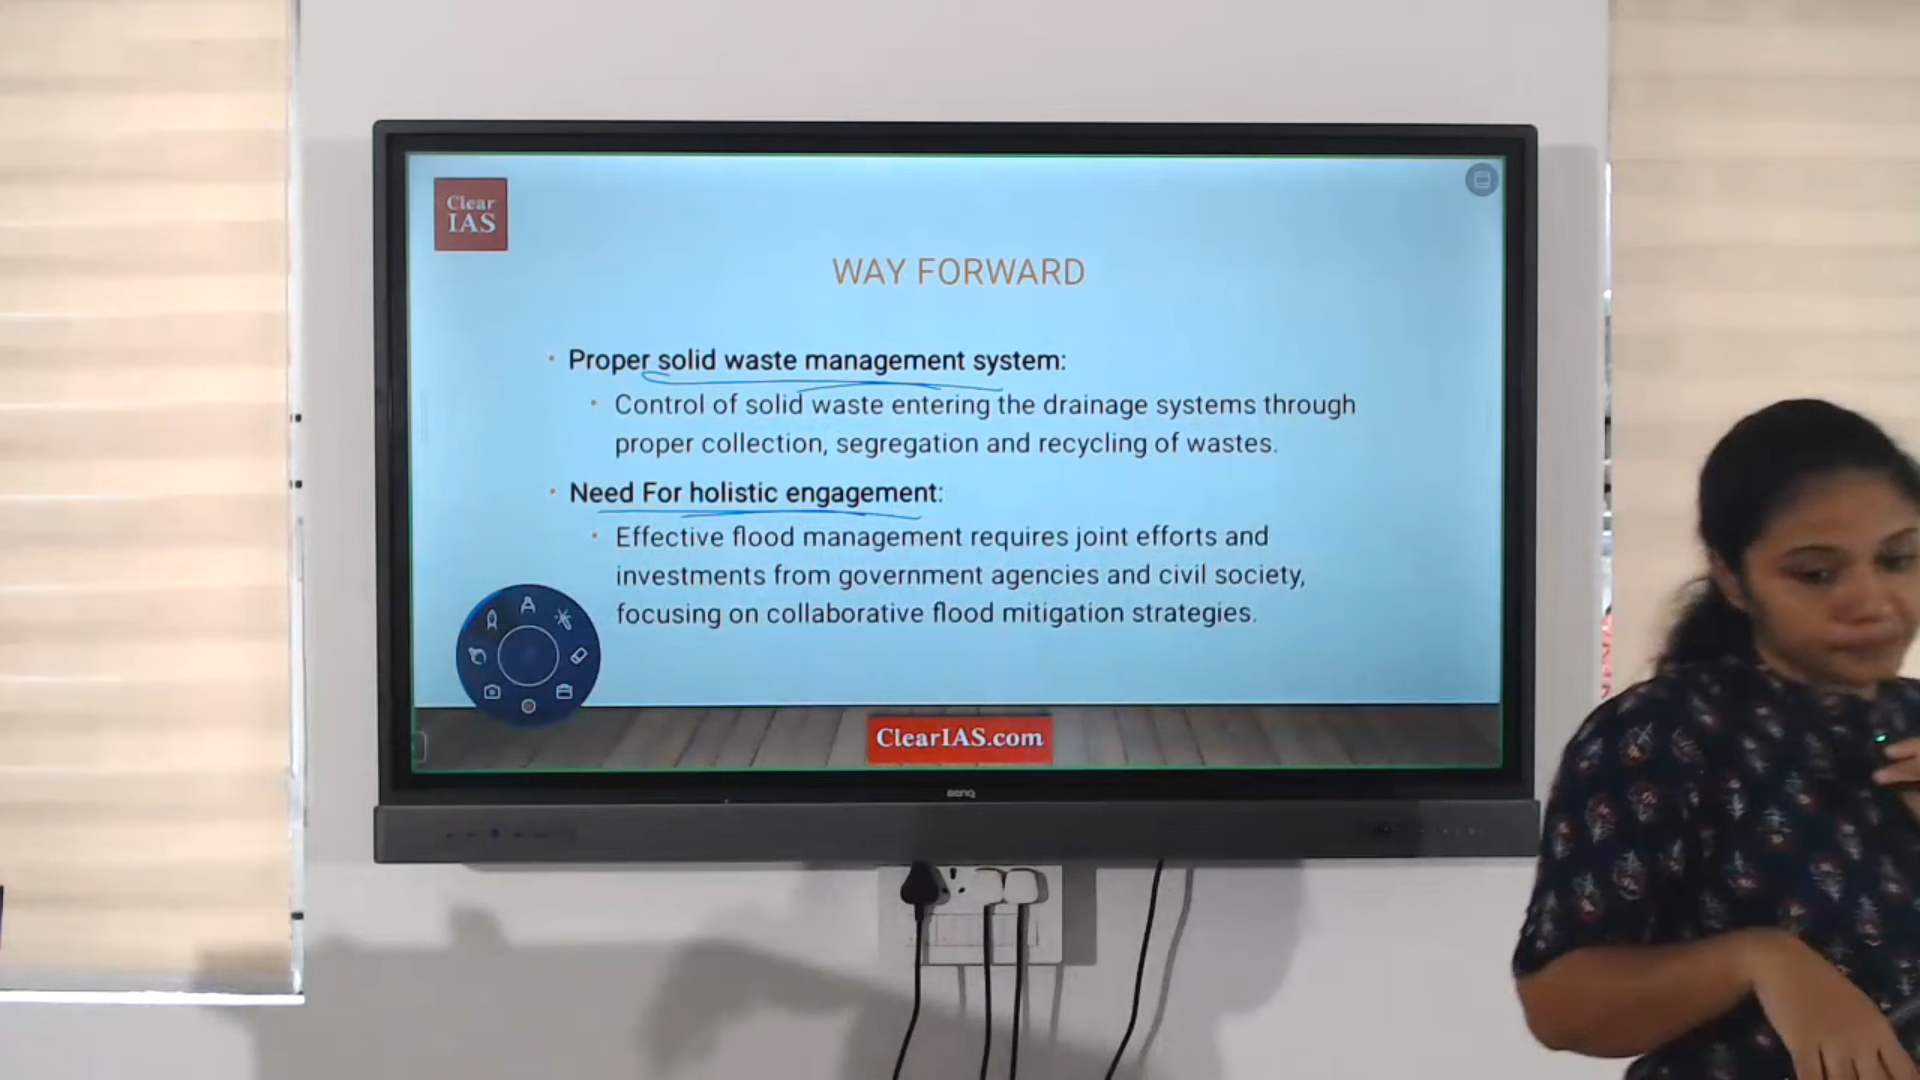 Clear
IAS
WAY FORWARD
• Proper solid waste management system:
• Control of solid waste entering the drainage systems through
proper collection, segregation and recycling of wastes.
• Need For holistic engagement:
• Effective flood management requires joint efforts and
investments from government agencies and civil society,
focusing on collaborative flood mitigation strategies.
ClearIAS.com
BenQ